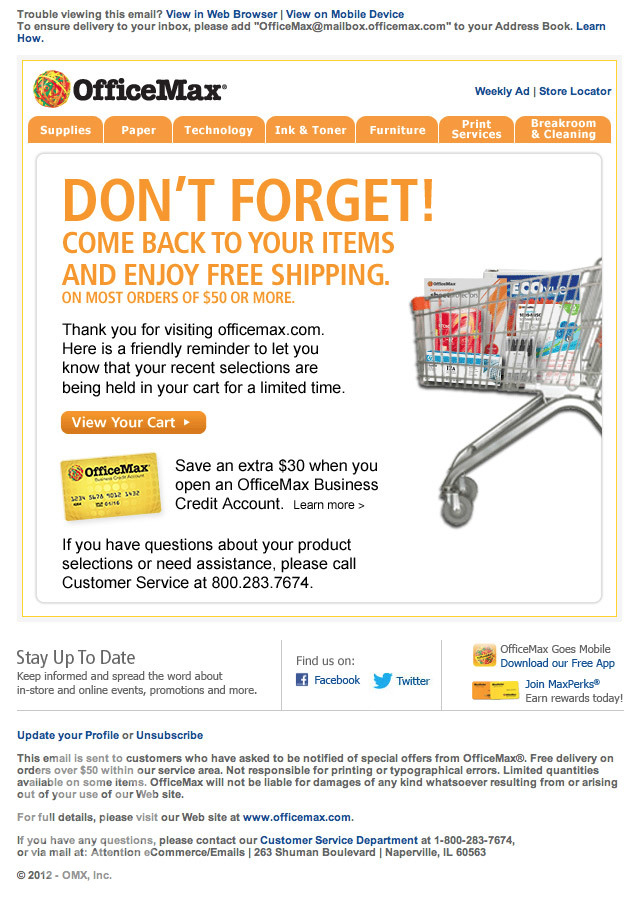 Trouble viewing this email? View in Web Browser | View on Mobile Device
To ensure delivery to your inbox, please add "OfficeMax@mailbox.officemax.com" to your Address Book. Learn
How.
OfficeMax®
Weekly Ad | Store Locator
Supplies
Paper
Technology
Ink & Toner
Furniture
Print
Services
Breakroom
& Cleaning
DON'T FORGET!
COME BACK TO YOUR ITEMS
AND ENJOY FREE SHIPPING.
ON MOST ORDERS OF $50 OR MORE.
Thank you for visiting officemax.com.
Here is a friendly reminder to let you
know that your recent selections are
being held in your cart for a limited time.
View Your Cart
OfficeMax
Business Credit Account
1234 5678 9012 1432
Save an extra $30 when you
open an OfficeMax Business
Credit Account. Learn more >
If you have questions about your product
selections or need assistance, please call
Customer Service at 800.283.7674.
OfficeMax
Stay Up To Date
Keep informed and spread the word about
in-store and online events, promotions and more.
Find us on:
Facebook
Twitter
OfficeMax Goes Mobile
Download our Free App
Join MaxPerks®
Earn rewards today!
Update your Profile or Unsubscribe
This email is sent to customers who have asked to be notified of special offers from OfficeMax®. Free delivery on
orders over $50 within our service area. Not responsible for printing or typographical errors. Limited quantities
available on some items. OfficeMax will not be liable for damages of any kind whatsoever resulting from or arising
out of your use of our Web site.
For full details, please visit our Web site at www.officemax.com.
If you have any questions, please contact our Customer Service Department at 1-800-283-7674,
or via mail at: Attention eCommerce/Emails | 263 Shuman Boulevard | Naperville, IL 60563
© 2012 - OMX, Inc.